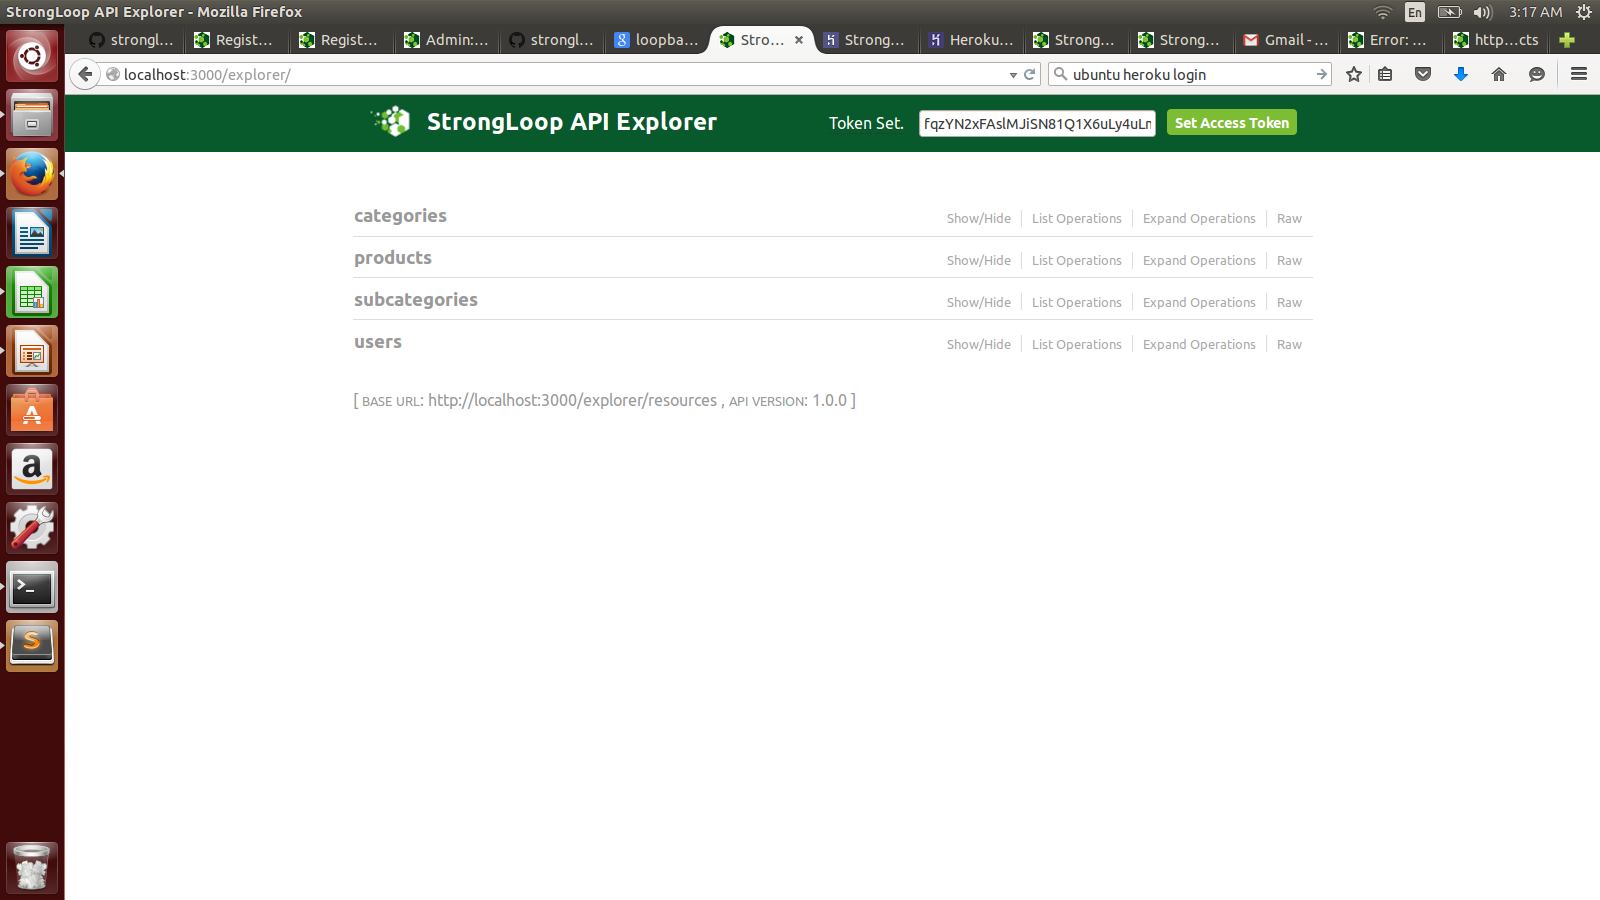 StrongLoop API Explorer - Mozilla Firefox
En
3:17 AM
strongl...
Regist...
Regist...
Admin:...
strongl...
loopba...
Stro...
Strong...
Heroku...
Strong...
Strong...
Gmail -...
Error: ...
http...cts
localhost:3000/explorer/
ubuntu heroku login
StrongLoop API Explorer
Token Set.
Set Access Token
categories
Show/Hide
List Operations
Expand Operations
Raw
products
Show/Hide
List Operations
Expand Operations
Raw
subcategories
Show/Hide
List Operations
Expand Operations
Raw
users
Show/Hide
List Operations
Expand Operations
Raw
[ BASE URL: http://localhost:3000/explorer/resources , API VERSION: 1.0.0 ]